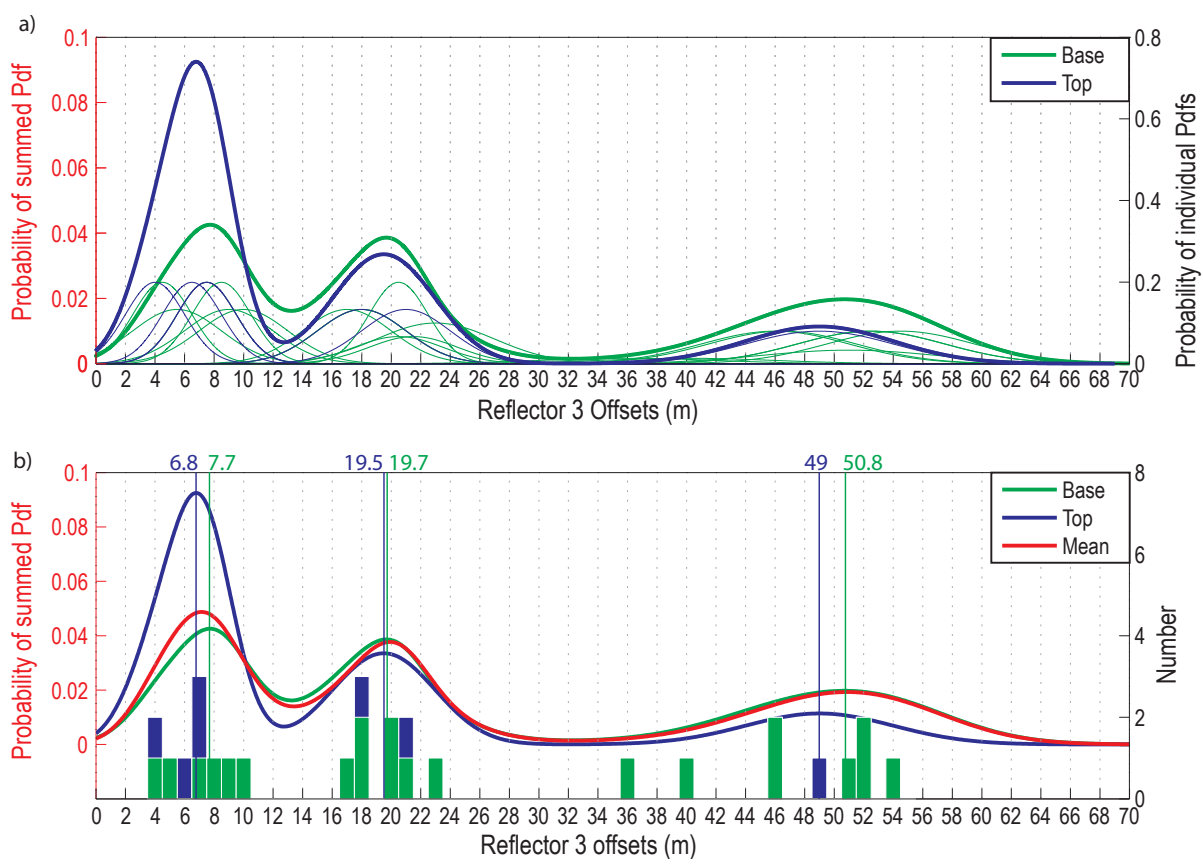 a)
0.1
0.08
0.06
0.04
0.02
0
Probability of summed Pdf
0.8
0.6
0.4
0.2
0
Probability of individual Pdfs
Base
Top
0 2 4 6 8 10 12 14 16 18 20 22 24 26 28 30 32 34 36 38 40 42 44 46 48 50 52 54 56 58 60 62 64 66 68 70
Reflector 3 Offsets (m)
b)
6.8 7.7 19.5 19.7 49 50.8
0.1
0.08
0.06
0.04
0.02
0
Probability of summed Pdf
8
6
4
2
0
Number
Base
Top
Mean
0 2 4 6 8 10 12 14 16 18 20 22 24 26 28 30 32 34 36 38 40 42 44 46 48 50 52 54 56 58 60 62 64 66 68 70
Reflector 3 offsets (m)